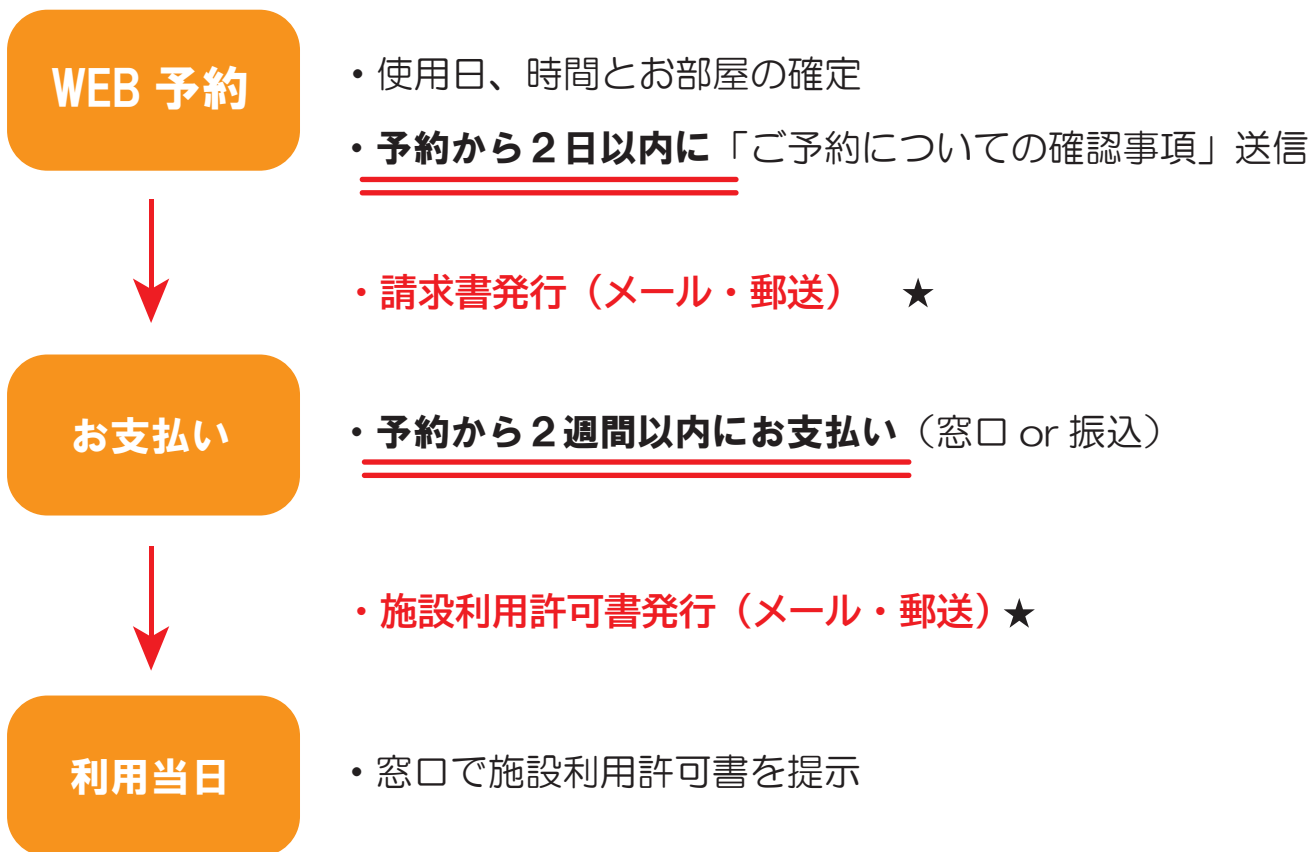 WEB 予約
・使用日、時間とお部屋の確定
・予約から２日以内に「ご予約についての確認事項」送信
・請求書発行（メール・郵送）　★
お支払い
・予約から２週間以内にお支払い（窓口 or 振込）
・施設利用許可書発行（メール・郵送）★
利用当日
・窓口で施設利用許可書を提示